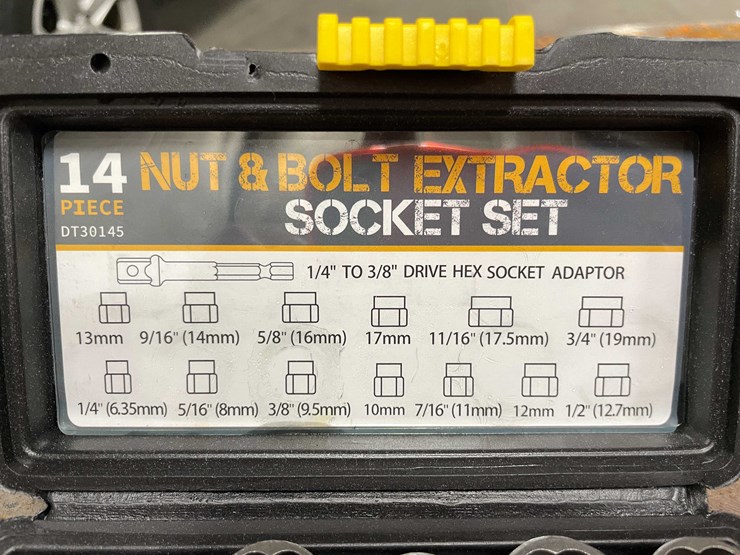 14 NUT & BOLT EXTRACTOR
PIECE SOCKET SET
DT30145
1/4" TO 3/8" DRIVE HEX SOCKET ADAPTOR
13mm 9/16" (14mm) 5/8" (16mm) 17mm 11/16" (17.5mm) 3/4" (19mm)
1/4" (6.35mm) 5/16" (8mm) 3/8" (9.5mm) 10mm 7/16" (11mm) 12mm 1/2" (12.7mm)